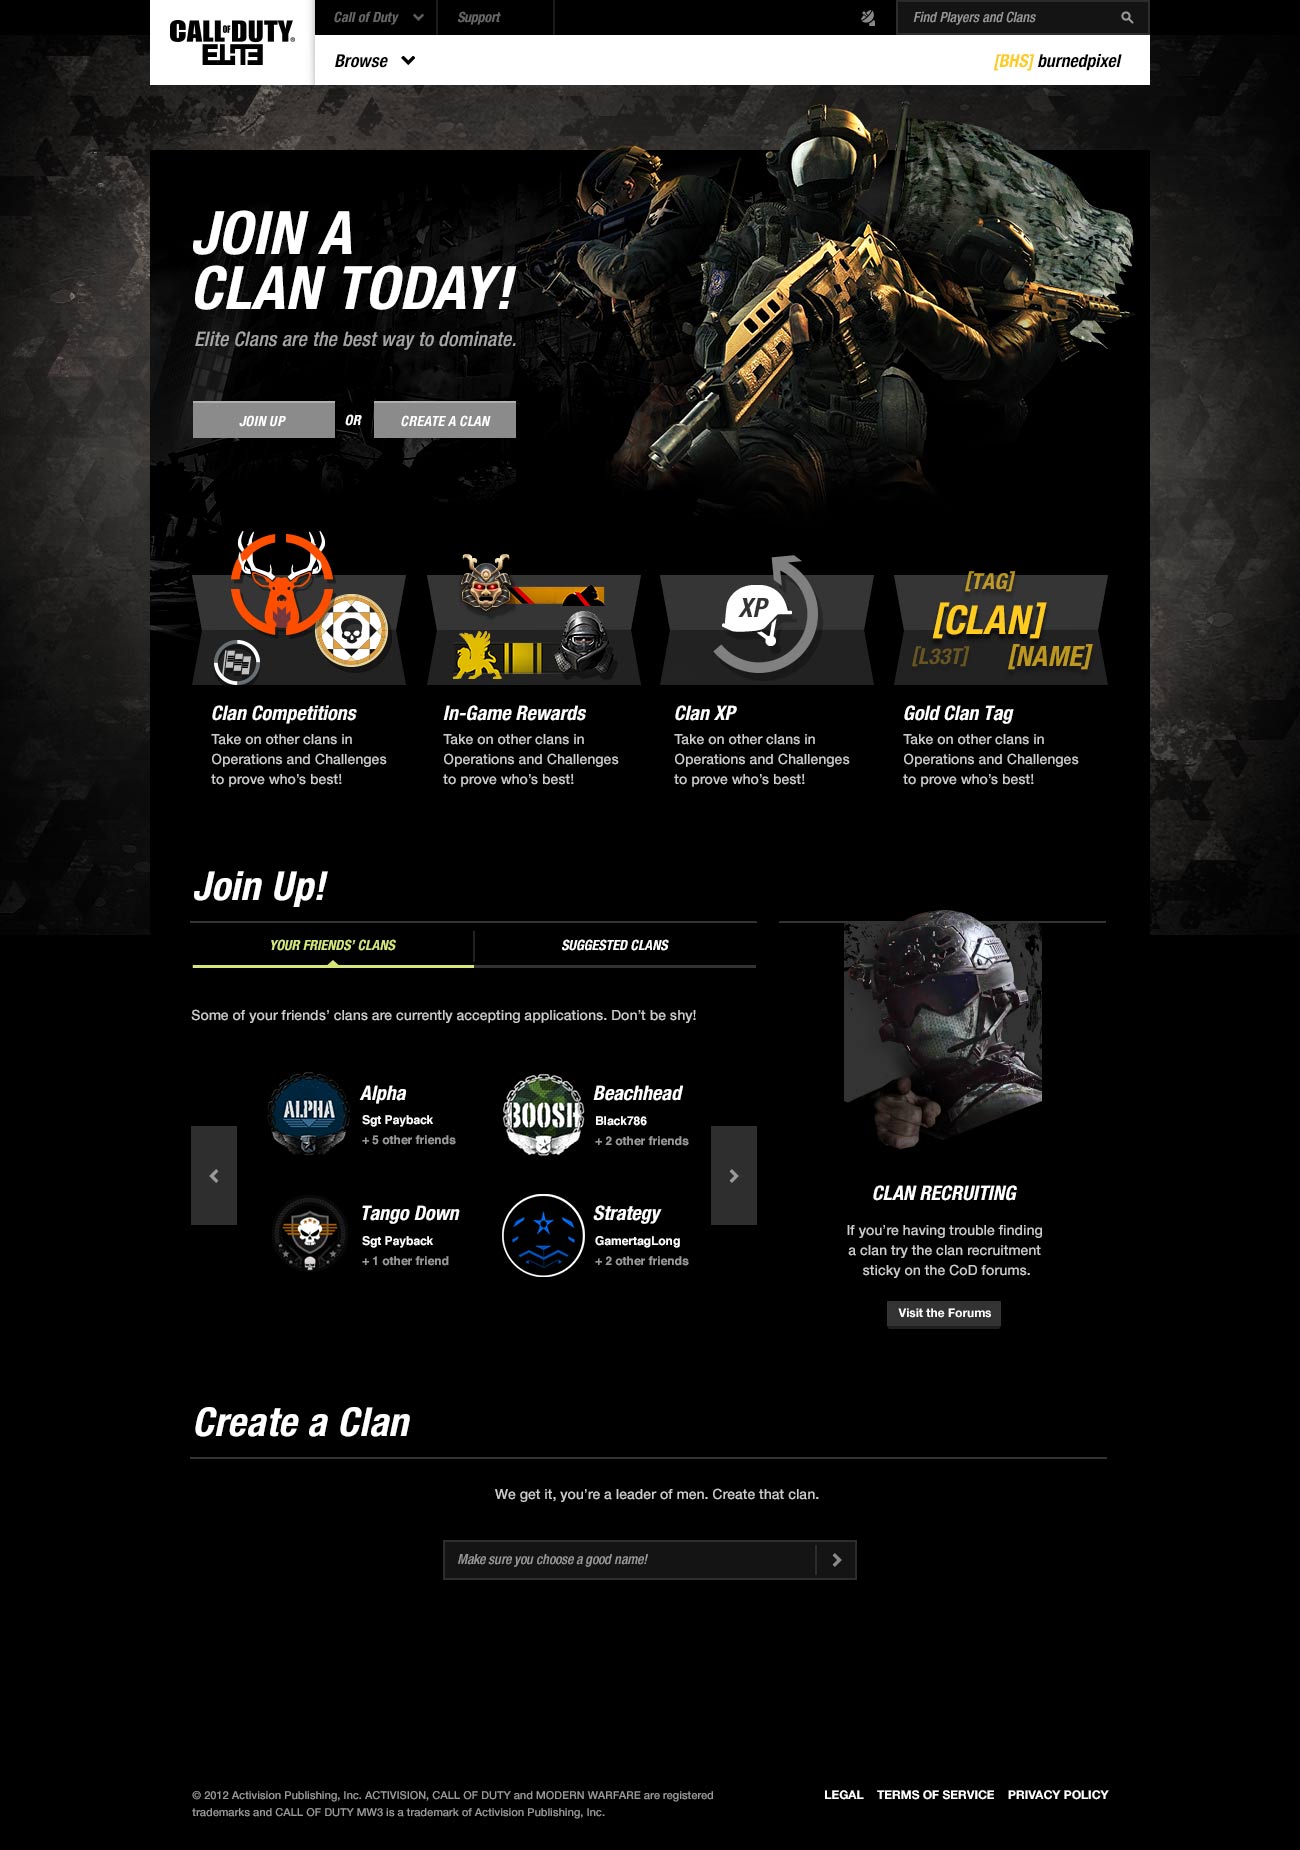 CALL OF DUTY®
ELITE
Call of Duty
Support
Find Players and Clans
Browse
[BHS] burnedpixel
JOIN A
CLAN TODAY!
Elite Clans are the best way to dominate.
JOIN UP
OR
CREATE A CLAN
XP
[TAG]
[CLAN]
[L33T]
[NAME]
Clan Competitions
Take on other clans in
Operations and Challenges
to prove who's best!
In-Game Rewards
Take on other clans in
Operations and Challenges
to prove who's best!
Clan XP
Take on other clans in
Operations and Challenges
to prove who's best!
Gold Clan Tag
Take on other clans in
Operations and Challenges
to prove who's best!
Join Up!
YOUR FRIENDS' CLANS
SUGGESTED CLANS
Some of your friends' clans are currently accepting applications. Don't be shy!
ALPHA
Alpha
Sgt Payback
+ 5 other friends
BOOSH
Beachhead
Black786
+ 2 other friends
Tango Down
Sgt Payback
+ 1 other friend
Strategy
GamertagLong
+ 2 other friends
CLAN RECRUITING
If you're having trouble finding
a clan try the clan recruitment
sticky on the CoD forums.
Visit the Forums
Create a Clan
We get it, you're a leader of men. Create that clan.
Make sure you choose a good name!
© 2012 Activision Publishing, Inc. ACTIVISION, CALL OF DUTY and MODERN WARFARE are registered
trademarks and CALL OF DUTY MW3 is a trademark of Activision Publishing, Inc.
LEGAL
TERMS OF SERVICE
PRIVACY POLICY